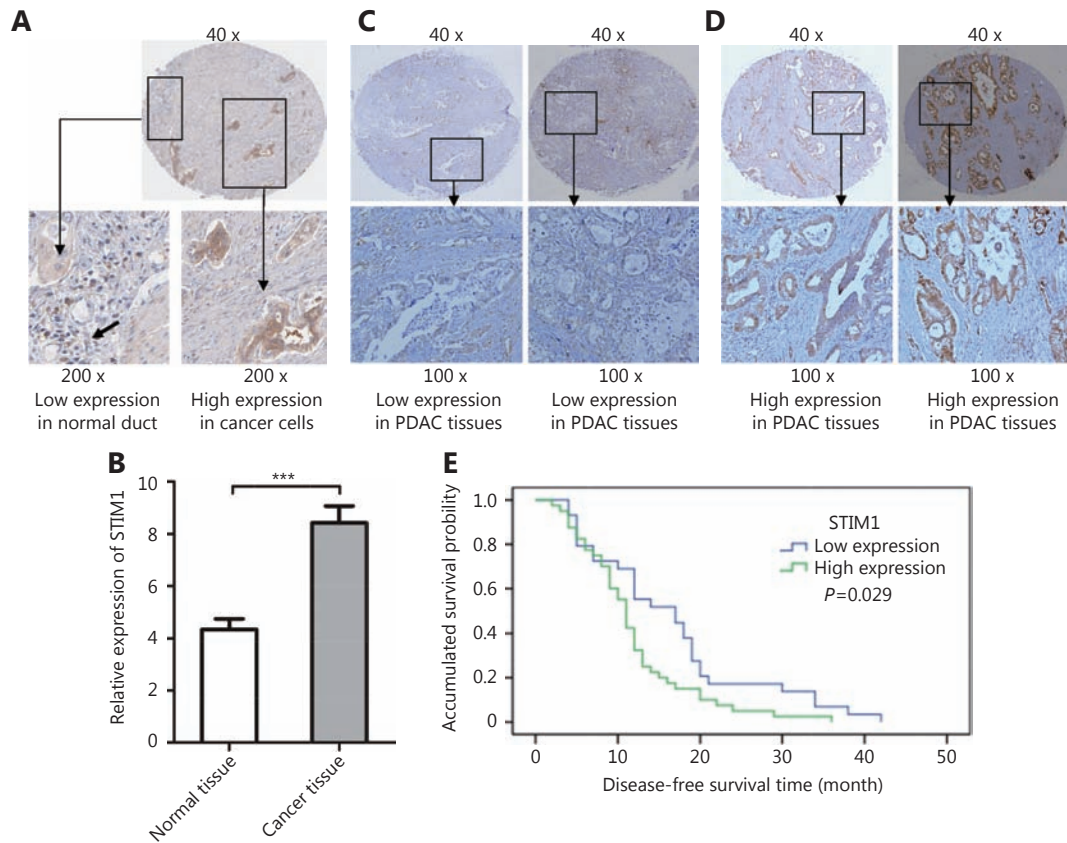 A
40 x
200 x
Low expression
in normal duct
200 x
High expression
in cancer cells
C
40 x
40 x
100 x
Low expression
in PDAC tissues
100 x
Low expression
in PDAC tissues
D
40 x
40 x
100 x
High expression
in PDAC tissues
100 x
High expression
in PDAC tissues
B
Relative expression of STIM1
10
8
6
4
2
0
***
Normal tissue
Cancer tissue
E
Accumulated survival probility
1.0
0.8
0.6
0.4
0.2
0
STIM1
Low expression
High expression
P=0.029
0 10 20 30 40 50
Disease-free survival time (month)